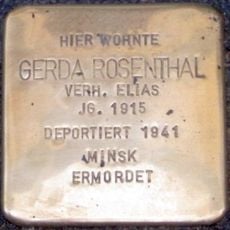 HIER WOHNTE
GERDA ROSENTHAL
VERH. ELIAS
JG. 1915
DEPORTIERT 1941
MINSK
ERMORDET